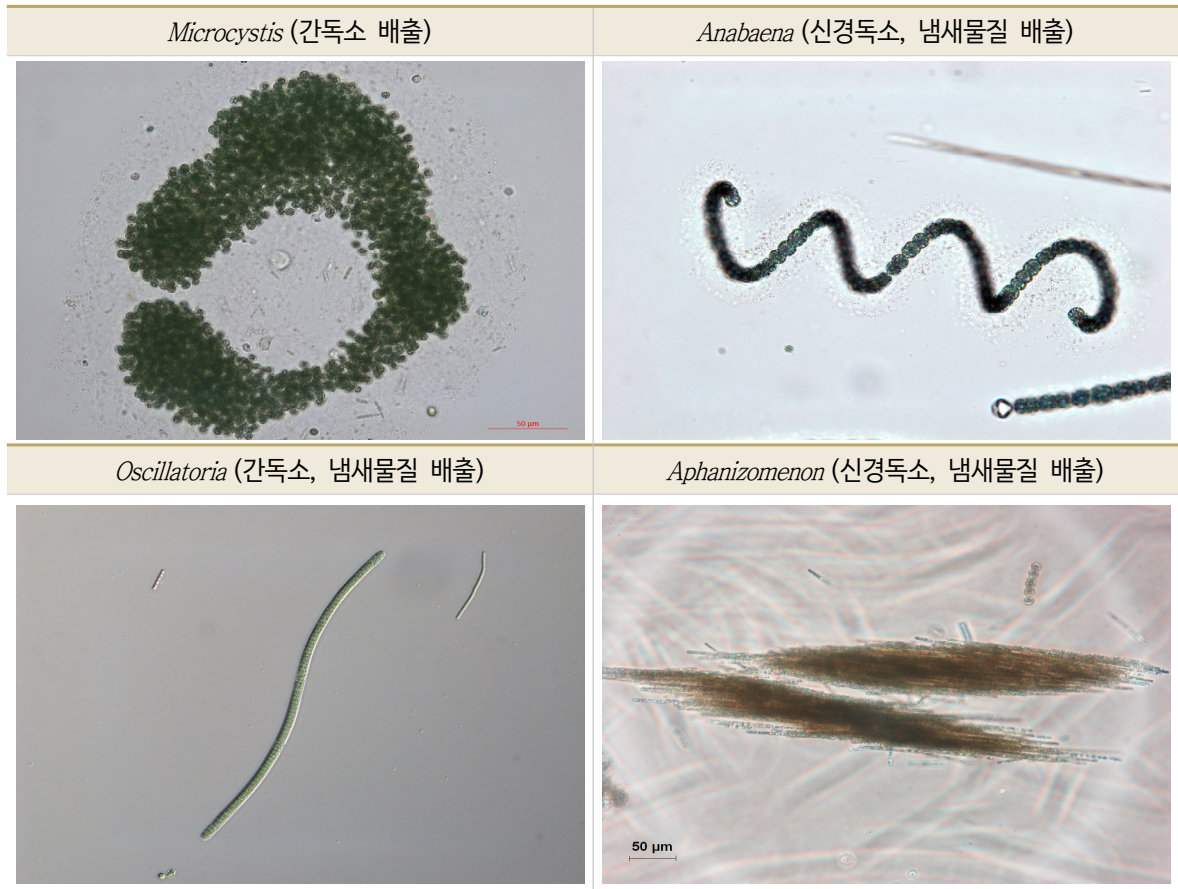 Microcystis (간독소 배출)
Anabaena (신경독소, 냄새물질 배출)
50 μm
Oscillatoria (간독소, 냄새물질 배출)
Aphanizomenon (신경독소, 냄새물질 배출)
50 μm